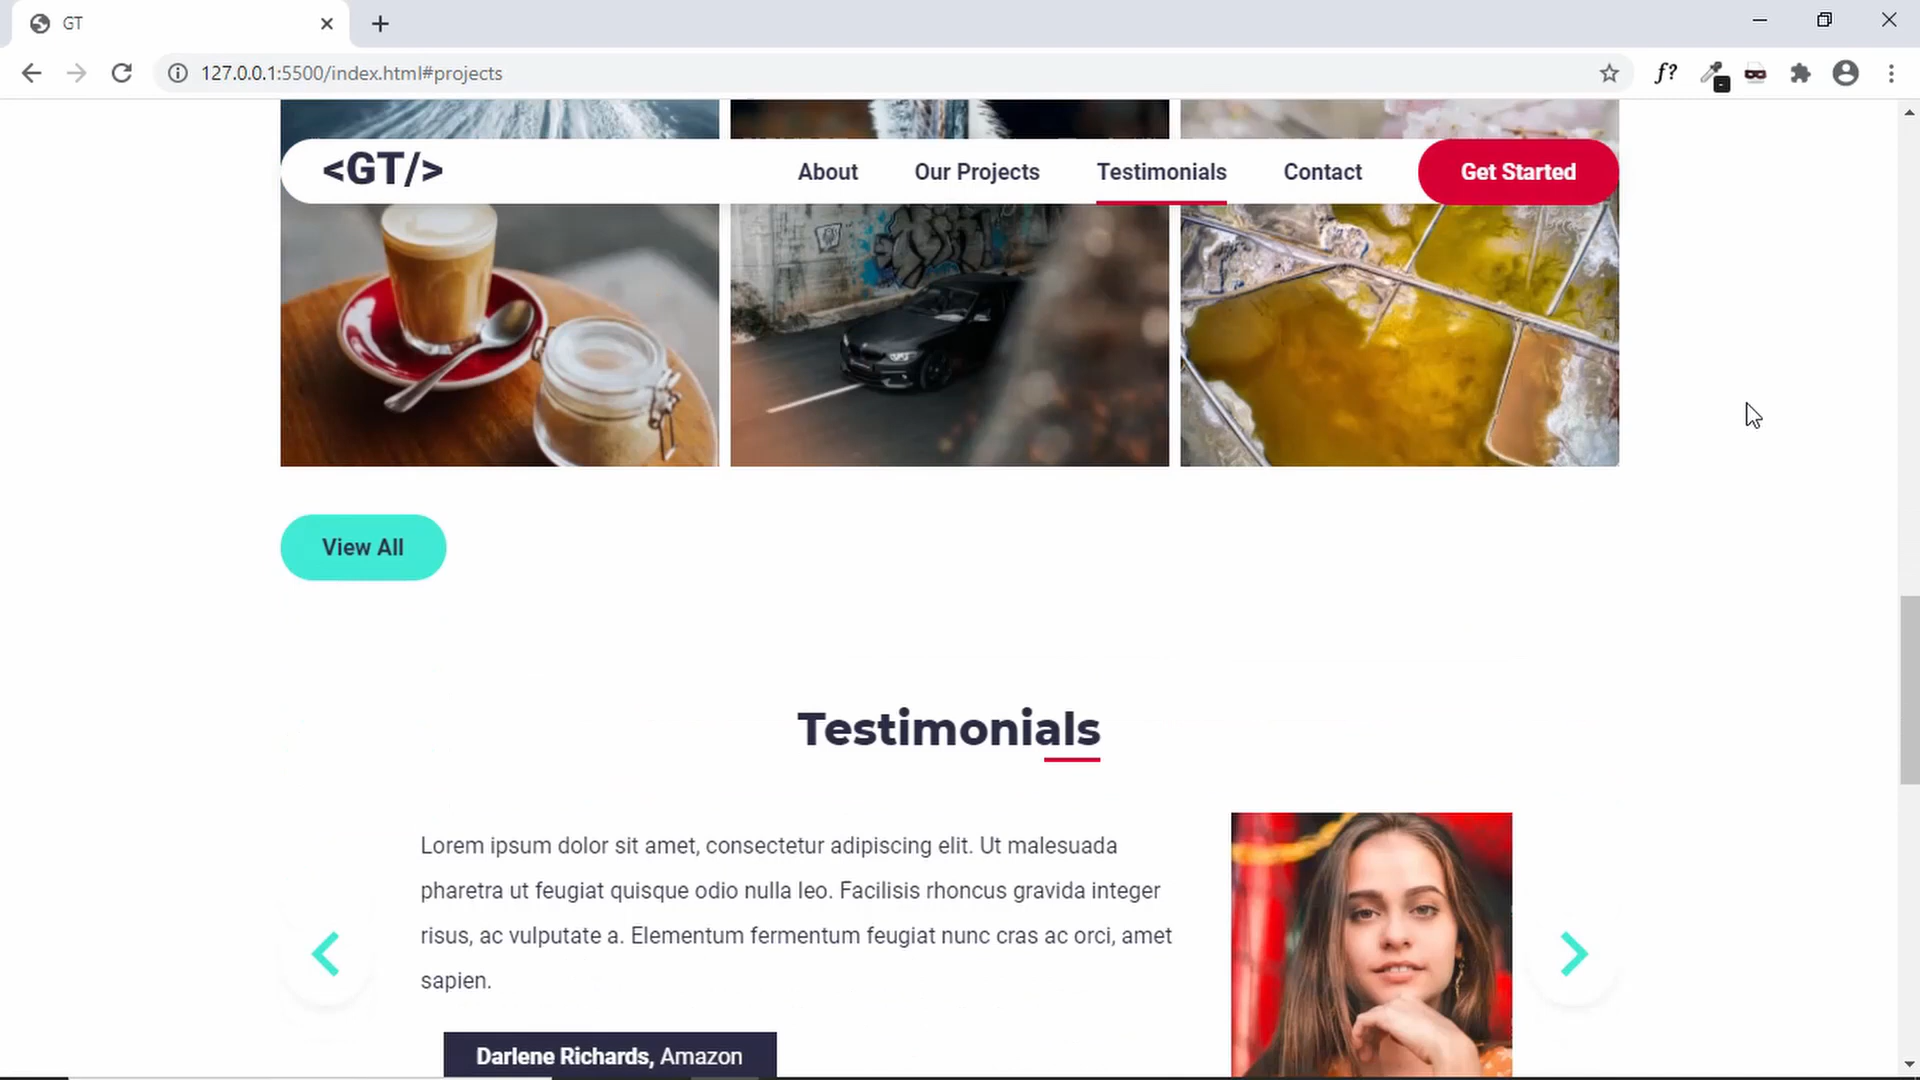 GT
127.0.0.1:5500/index.html#projects
f?
<GT/>
About
Our Projects
Testimonials
Contact
Get Started
View All
Testimonials
Lorem ipsum dolor sit amet, consectetur adipiscing elit. Ut malesuada
pharetra ut feugiat quisque odio nulla leo. Facilisis rhoncus gravida integer
risus, ac vulputate a. Elementum fermentum feugiat nunc cras ac orci, amet
sapien.
Darlene Richards, Amazon